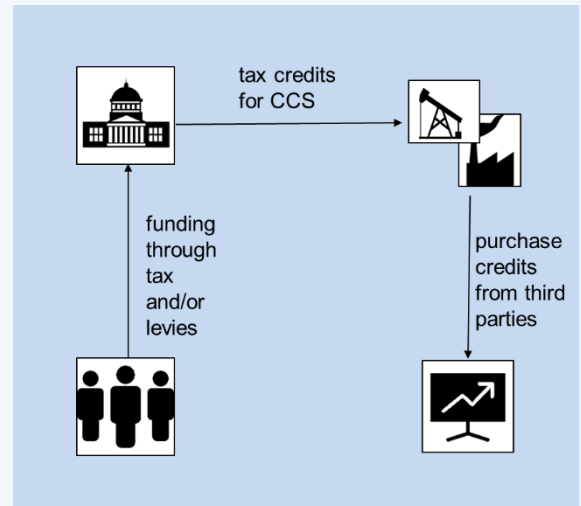 tax credits
for CCS
funding
through
tax
and/or
levies
purchase
credits
from third
parties